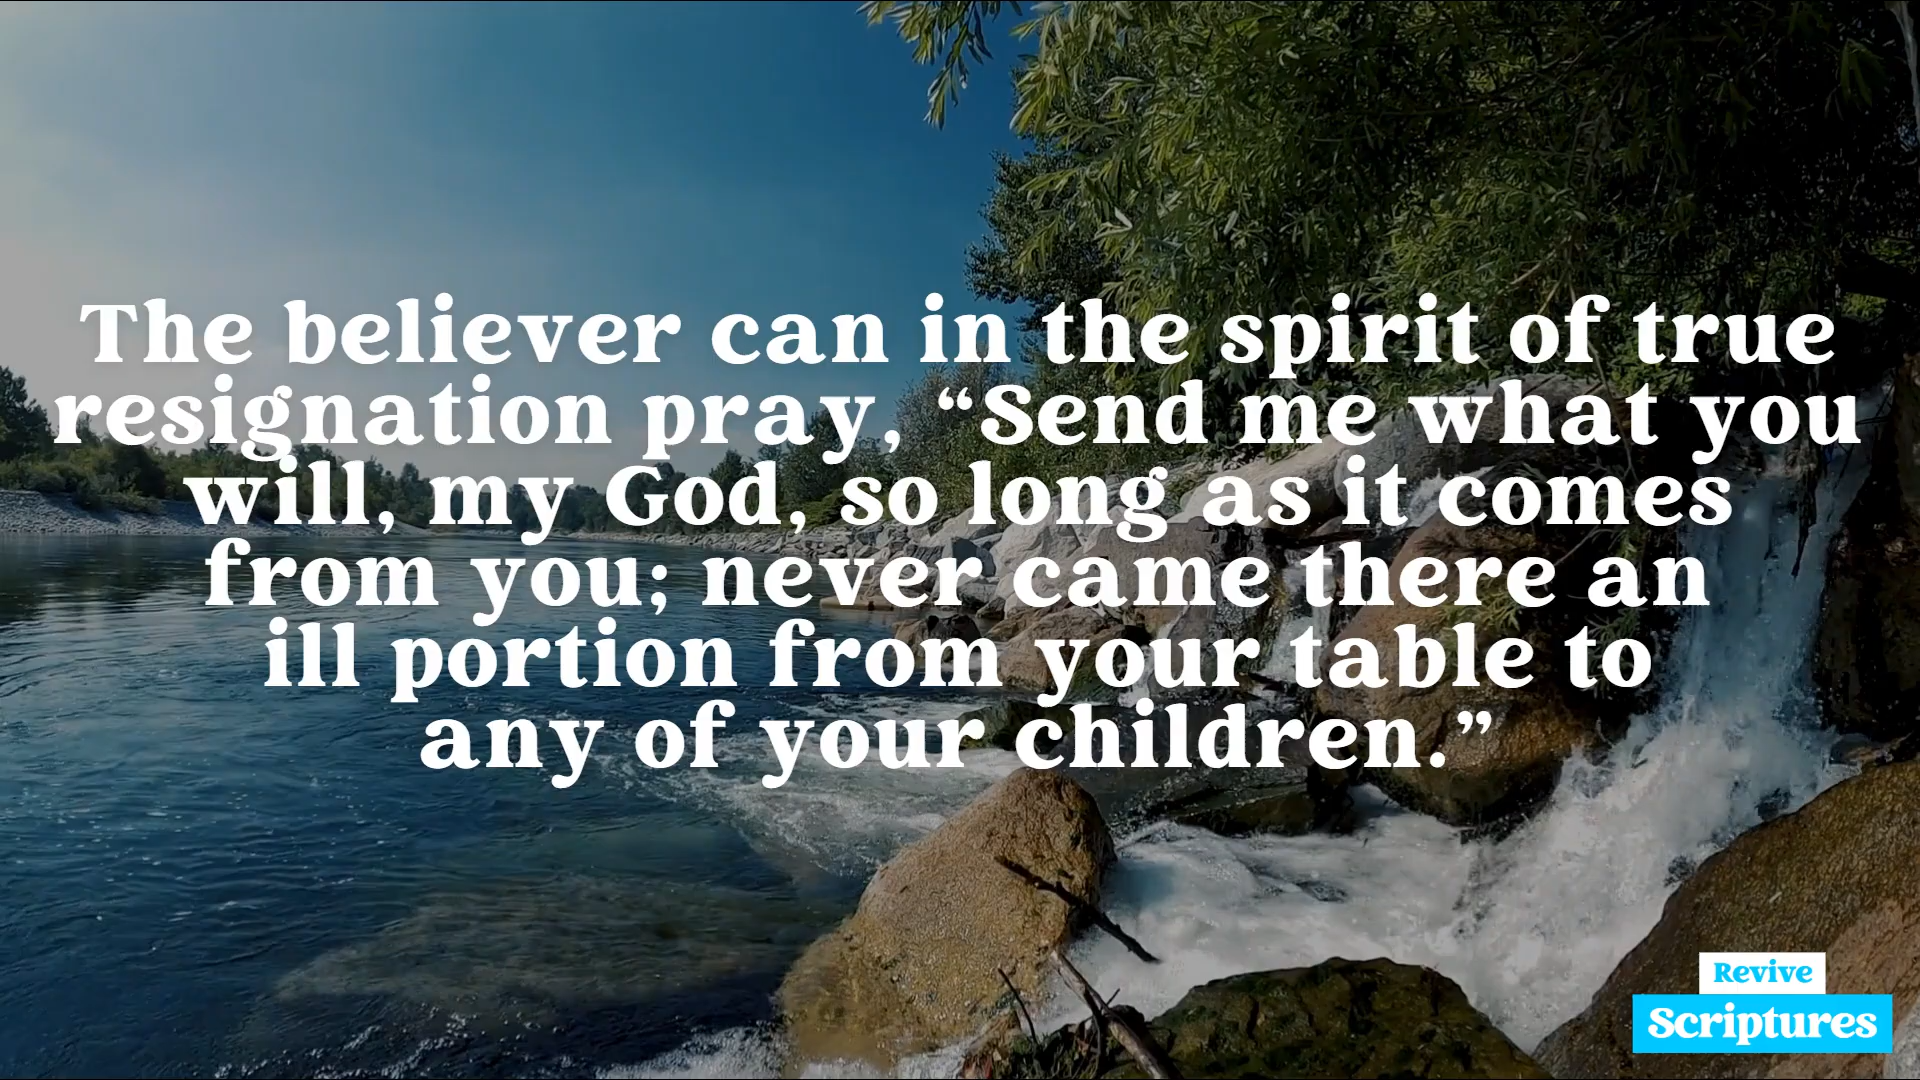 The believer can in the spirit of true
resignation pray, “Send me what you
will, my God, so long as it comes
from you; never came there an
ill portion from your table to
any of your children.”
Revive
Scriptures